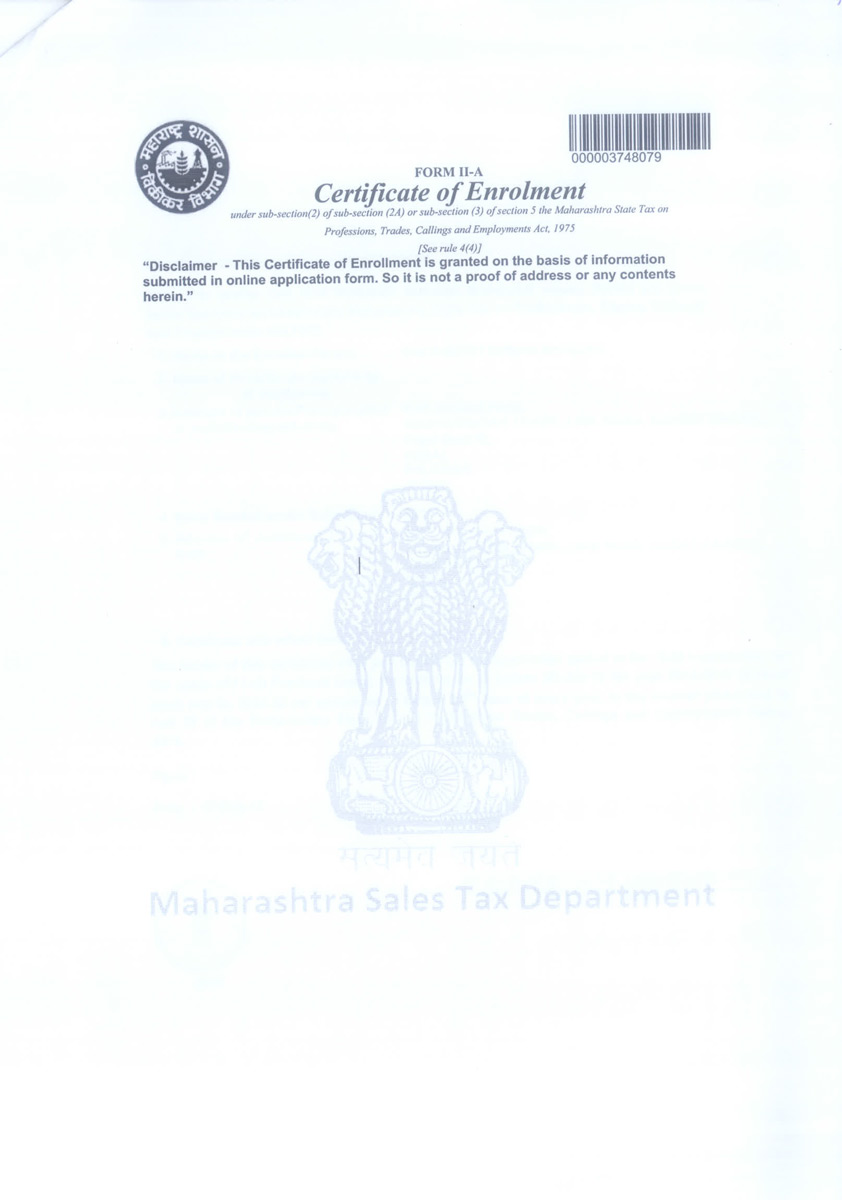 महाराष्ट्र शासन
विक्रीकर विभाग
000003748079
FORM II-A
Certificate of Enrolment
under sub-section(2) of sub-section (2A) or sub-section (3) of section 5 the Maharashtra State Tax on
Professions, Trades, Callings and Employments Act, 1975
[See rule 4(4)]
“Disclaimer - This Certificate of Enrollment is granted on the basis of information
submitted in online application form. So it is not a proof of address or any contents
herein.”
सत्यमेव जयते
Maharashtra Sales Tax Department